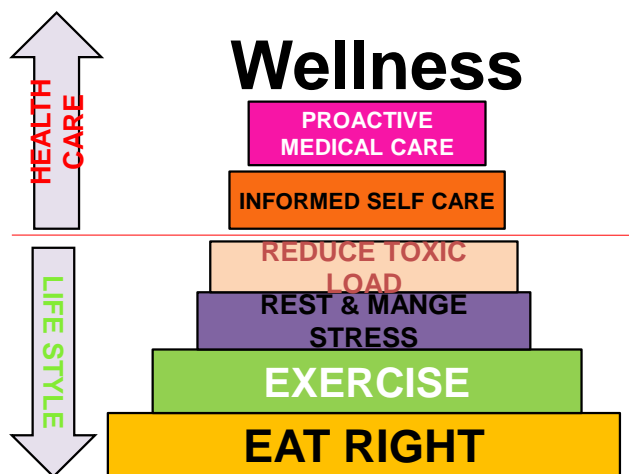 Wellness
HEALTH
CARE
PROACTIVE
MEDICAL CARE
INFORMED SELF CARE
REDUCE TOXIC
LOAD
REST & MANGE
STRESS
LIFE STYLE
EXERCISE
EAT RIGHT